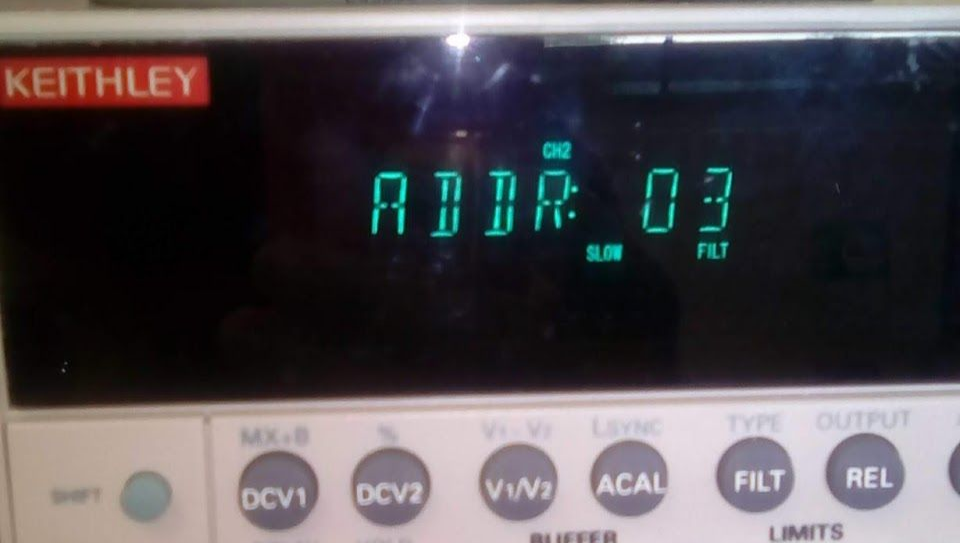 KEITHLEY
CH2
ADDR: 03
SLOW FILT
MX+B % V1-V2 LSYNC TYPE OUTPUT
SHIFT DCV1 DCV2 V1/V2 ACAL FILT REL
BUFFER LIMITS